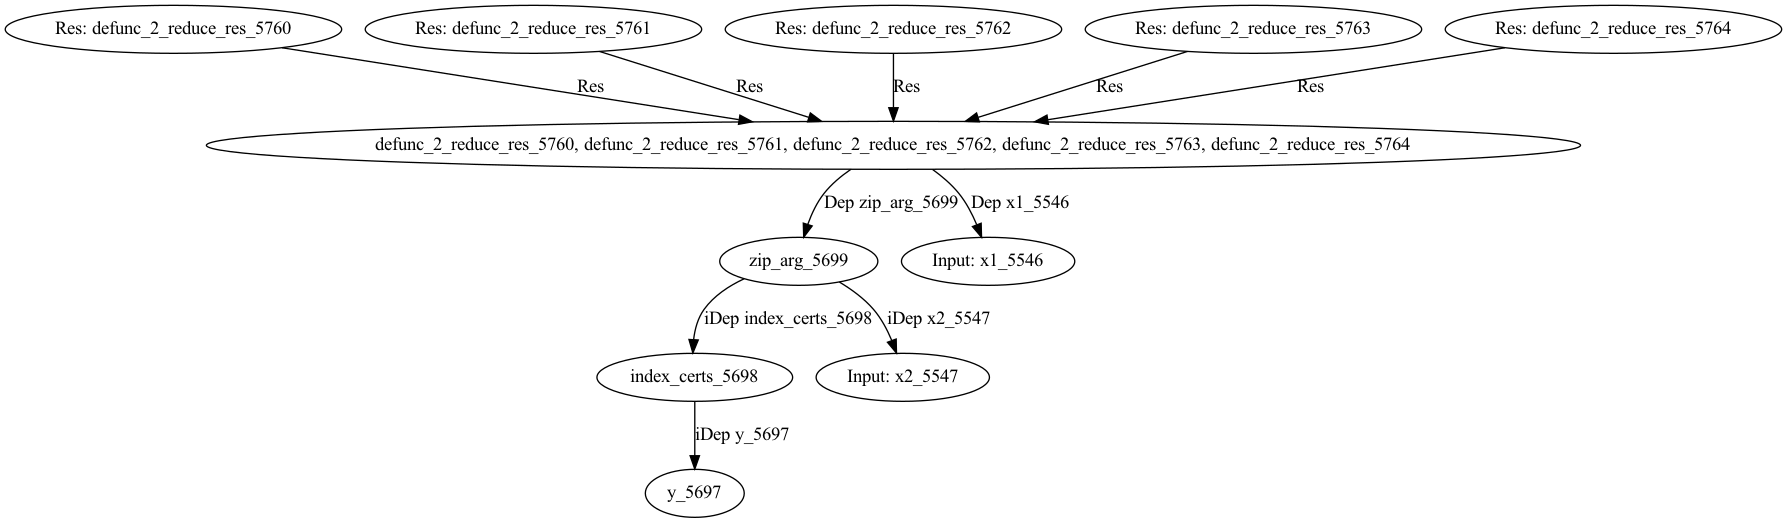 Res: defunc_2_reduce_res_5760
Res: defunc_2_reduce_res_5761
Res: defunc_2_reduce_res_5762
Res: defunc_2_reduce_res_5763
Res: defunc_2_reduce_res_5764
Res
Res
Res
Res
Res
defunc_2_reduce_res_5760, defunc_2_reduce_res_5761, defunc_2_reduce_res_5762, defunc_2_reduce_res_5763, defunc_2_reduce_res_5764
Dep zip_arg_5699
Dep x1_5546
zip_arg_5699
Input: x1_5546
iDep index_certs_5698
iDep x2_5547
index_certs_5698
Input: x2_5547
iDep y_5697
y_5697